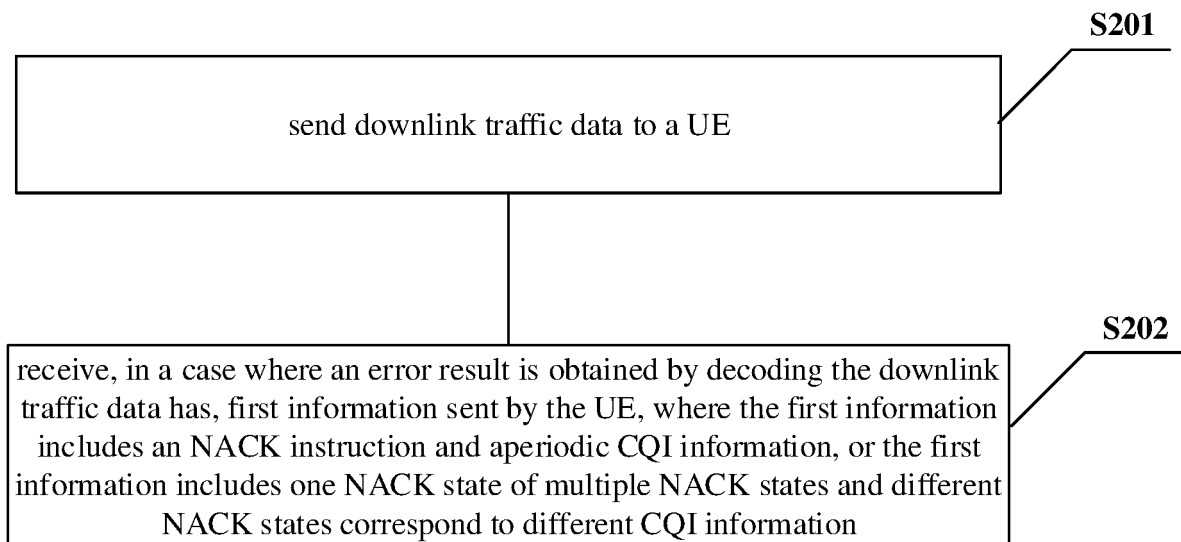 S201
send downlink traffic data to a UE
S202
receive, in a case where an error result is obtained by decoding the downlink
traffic data has, first information sent by the UE, where the first information
includes an NACK instruction and aperiodic CQI information, or the first
information includes one NACK state of multiple NACK states and different
NACK states correspond to different CQI information